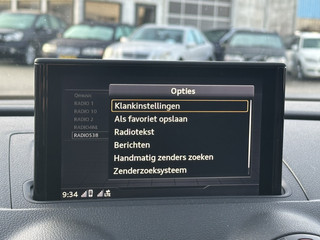 Opties
RADIO 1
RADIO 10
RADIO 2
RADIO538
Klankinstellingen
Als favoriet opslaan
Radiotekst
Berichten
Handmatig zenders zoeken
Zenderzoeksysteem
9:34